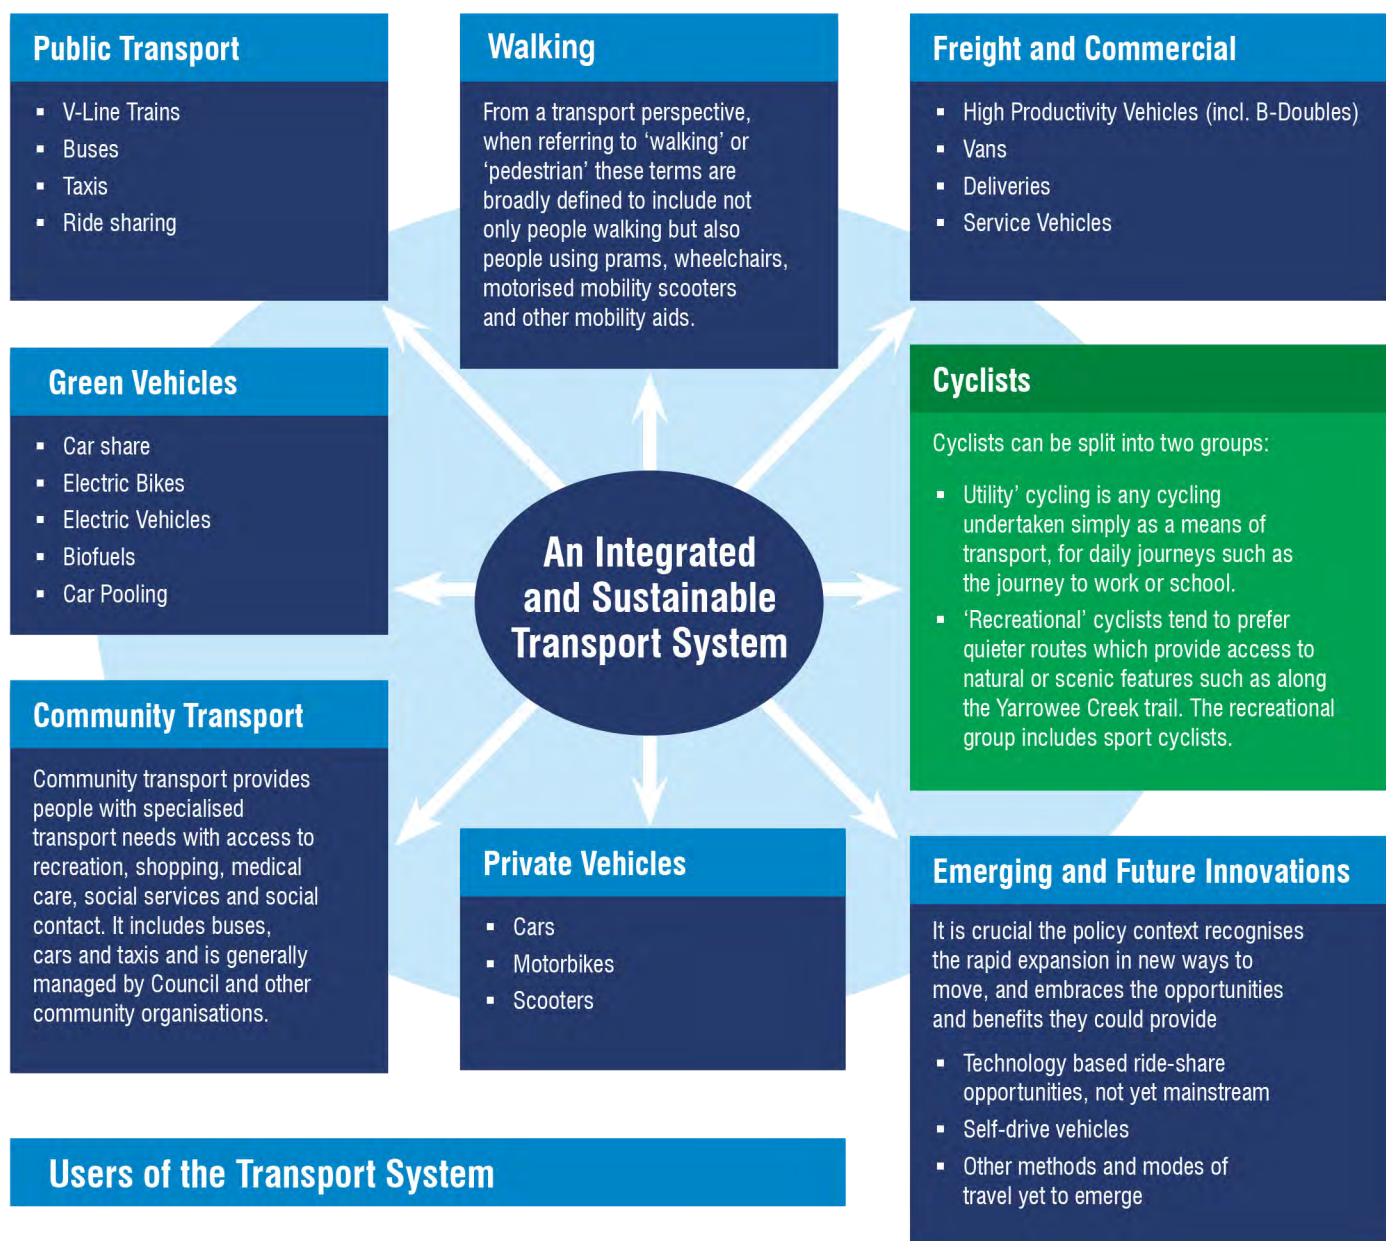 Public Transport
▪ V-Line Trains
▪ Buses
▪ Taxis
▪ Ride sharing
Walking
From a transport perspective,
when referring to ‘walking’ or
‘pedestrian’ these terms are
broadly defined to include not
only people walking but also
people using prams, wheelchairs,
motorised mobility scooters
and other mobility aids.
Freight and Commercial
▪ High Productivity Vehicles (incl. B-Doubles)
▪ Vans
▪ Deliveries
▪ Service Vehicles
Green Vehicles
▪ Car share
▪ Electric Bikes
▪ Electric Vehicles
▪ Biofuels
▪ Car Pooling
An Integrated
and Sustainable
Transport System
Cyclists
Cyclists can be split into two groups:
▪ Utility’ cycling is any cycling
undertaken simply as a means of
transport, for daily journeys such as
the journey to work or school.
▪ ‘Recreational’ cyclists tend to prefer
quieter routes which provide access to
natural or scenic features such as along
the Yarrowee Creek trail. The recreational
group includes sport cyclists.
Community Transport
Community transport provides
people with specialised
transport needs with access to
recreation, shopping, medical
care, social services and social
contact. It includes buses,
cars and taxis and is generally
managed by Council and other
community organisations.
Private Vehicles
▪ Cars
▪ Motorbikes
▪ Scooters
Emerging and Future Innovations
It is crucial the policy context recognises
the rapid expansion in new ways to
move, and embraces the opportunities
and benefits they could provide
▪ Technology based ride-share
opportunities, not yet mainstream
▪ Self-drive vehicles
▪ Other methods and modes of
travel yet to emerge
Users of the Transport System